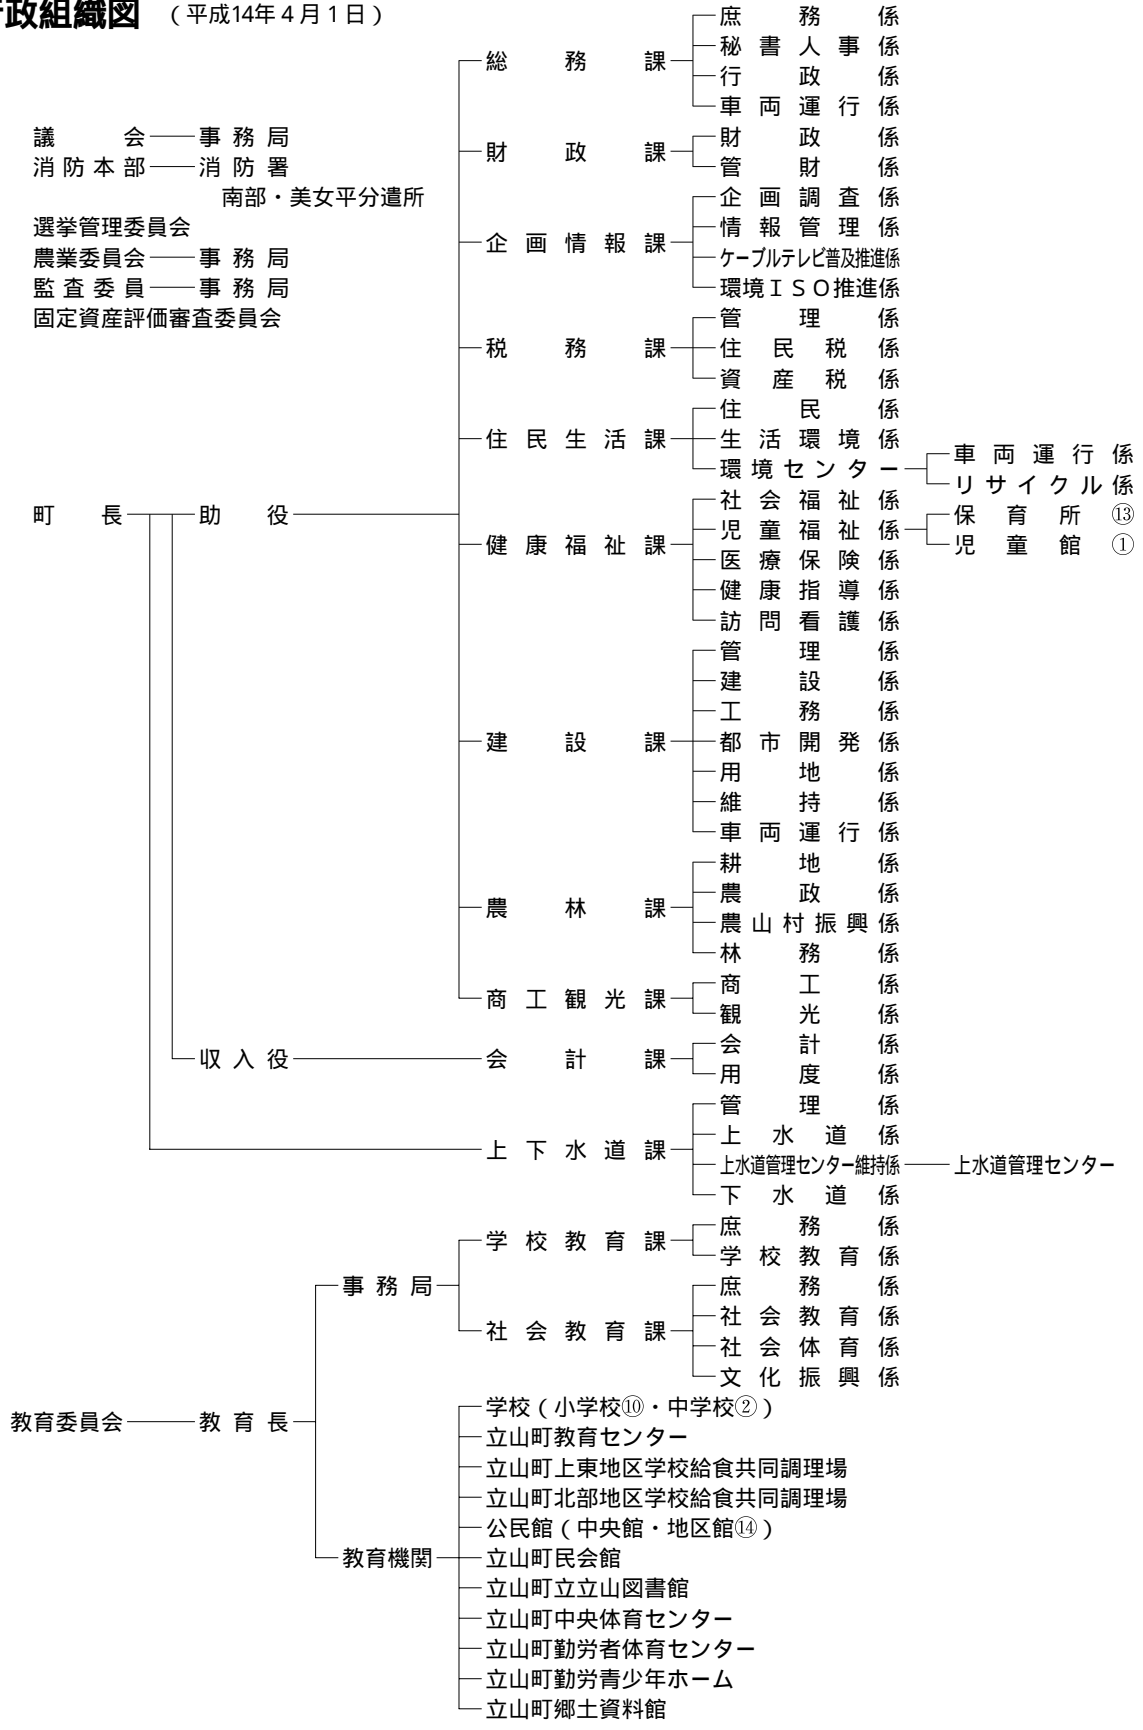 政組織図 （平成14年４月１日）
議会 事務局
消防本部 消防署
南部・美女平分遣所
選挙管理委員会
農業委員会 事務局
監査委員 事務局
固定資産評価審査委員会
町長 助役
総務課
庶務係
秘書人事係
行政係
車両運行係
財政課
財政係
管財係
企画情報課
企画調査係
情報管理係
ケーブルテレビ普及推進係
環境ＩＳＯ推進係
税務課
管理係
住民税係
資産税係
住民生活課
住民係
生活環境係
環境センター
車両運行係
リサイクル係
健康福祉課
社会福祉係
児童福祉係
保育所⑬
児童館①
医療保険係
健康指導係
訪問看護係
建設課
管理係
建設係
工務係
都市開発係
用地係
維持係
車両運行係
農林課
耕地係
農政係
農山村振興係
林務係
商工観光課
商工係
観光係
収入役 会計課
会計係
用度係
上下水道課
管理係
上水道係
上水道管理センター維持係 上水道管理センター
下水道係
教育委員会 教育長
事務局
学校教育課
庶務係
学校教育係
社会教育課
庶務係
社会教育係
社会体育係
文化振興係
教育機関
学校（小学校⑩・中学校②）
立山町教育センター
立山町上東地区学校給食共同調理場
立山町北部地区学校給食共同調理場
公民館（中央館・地区館⑭）
立山町民会館
立山町立立山図書館
立山町中央体育センター
立山町勤労者体育センター
立山町勤労青少年ホーム
立山町郷土資料館